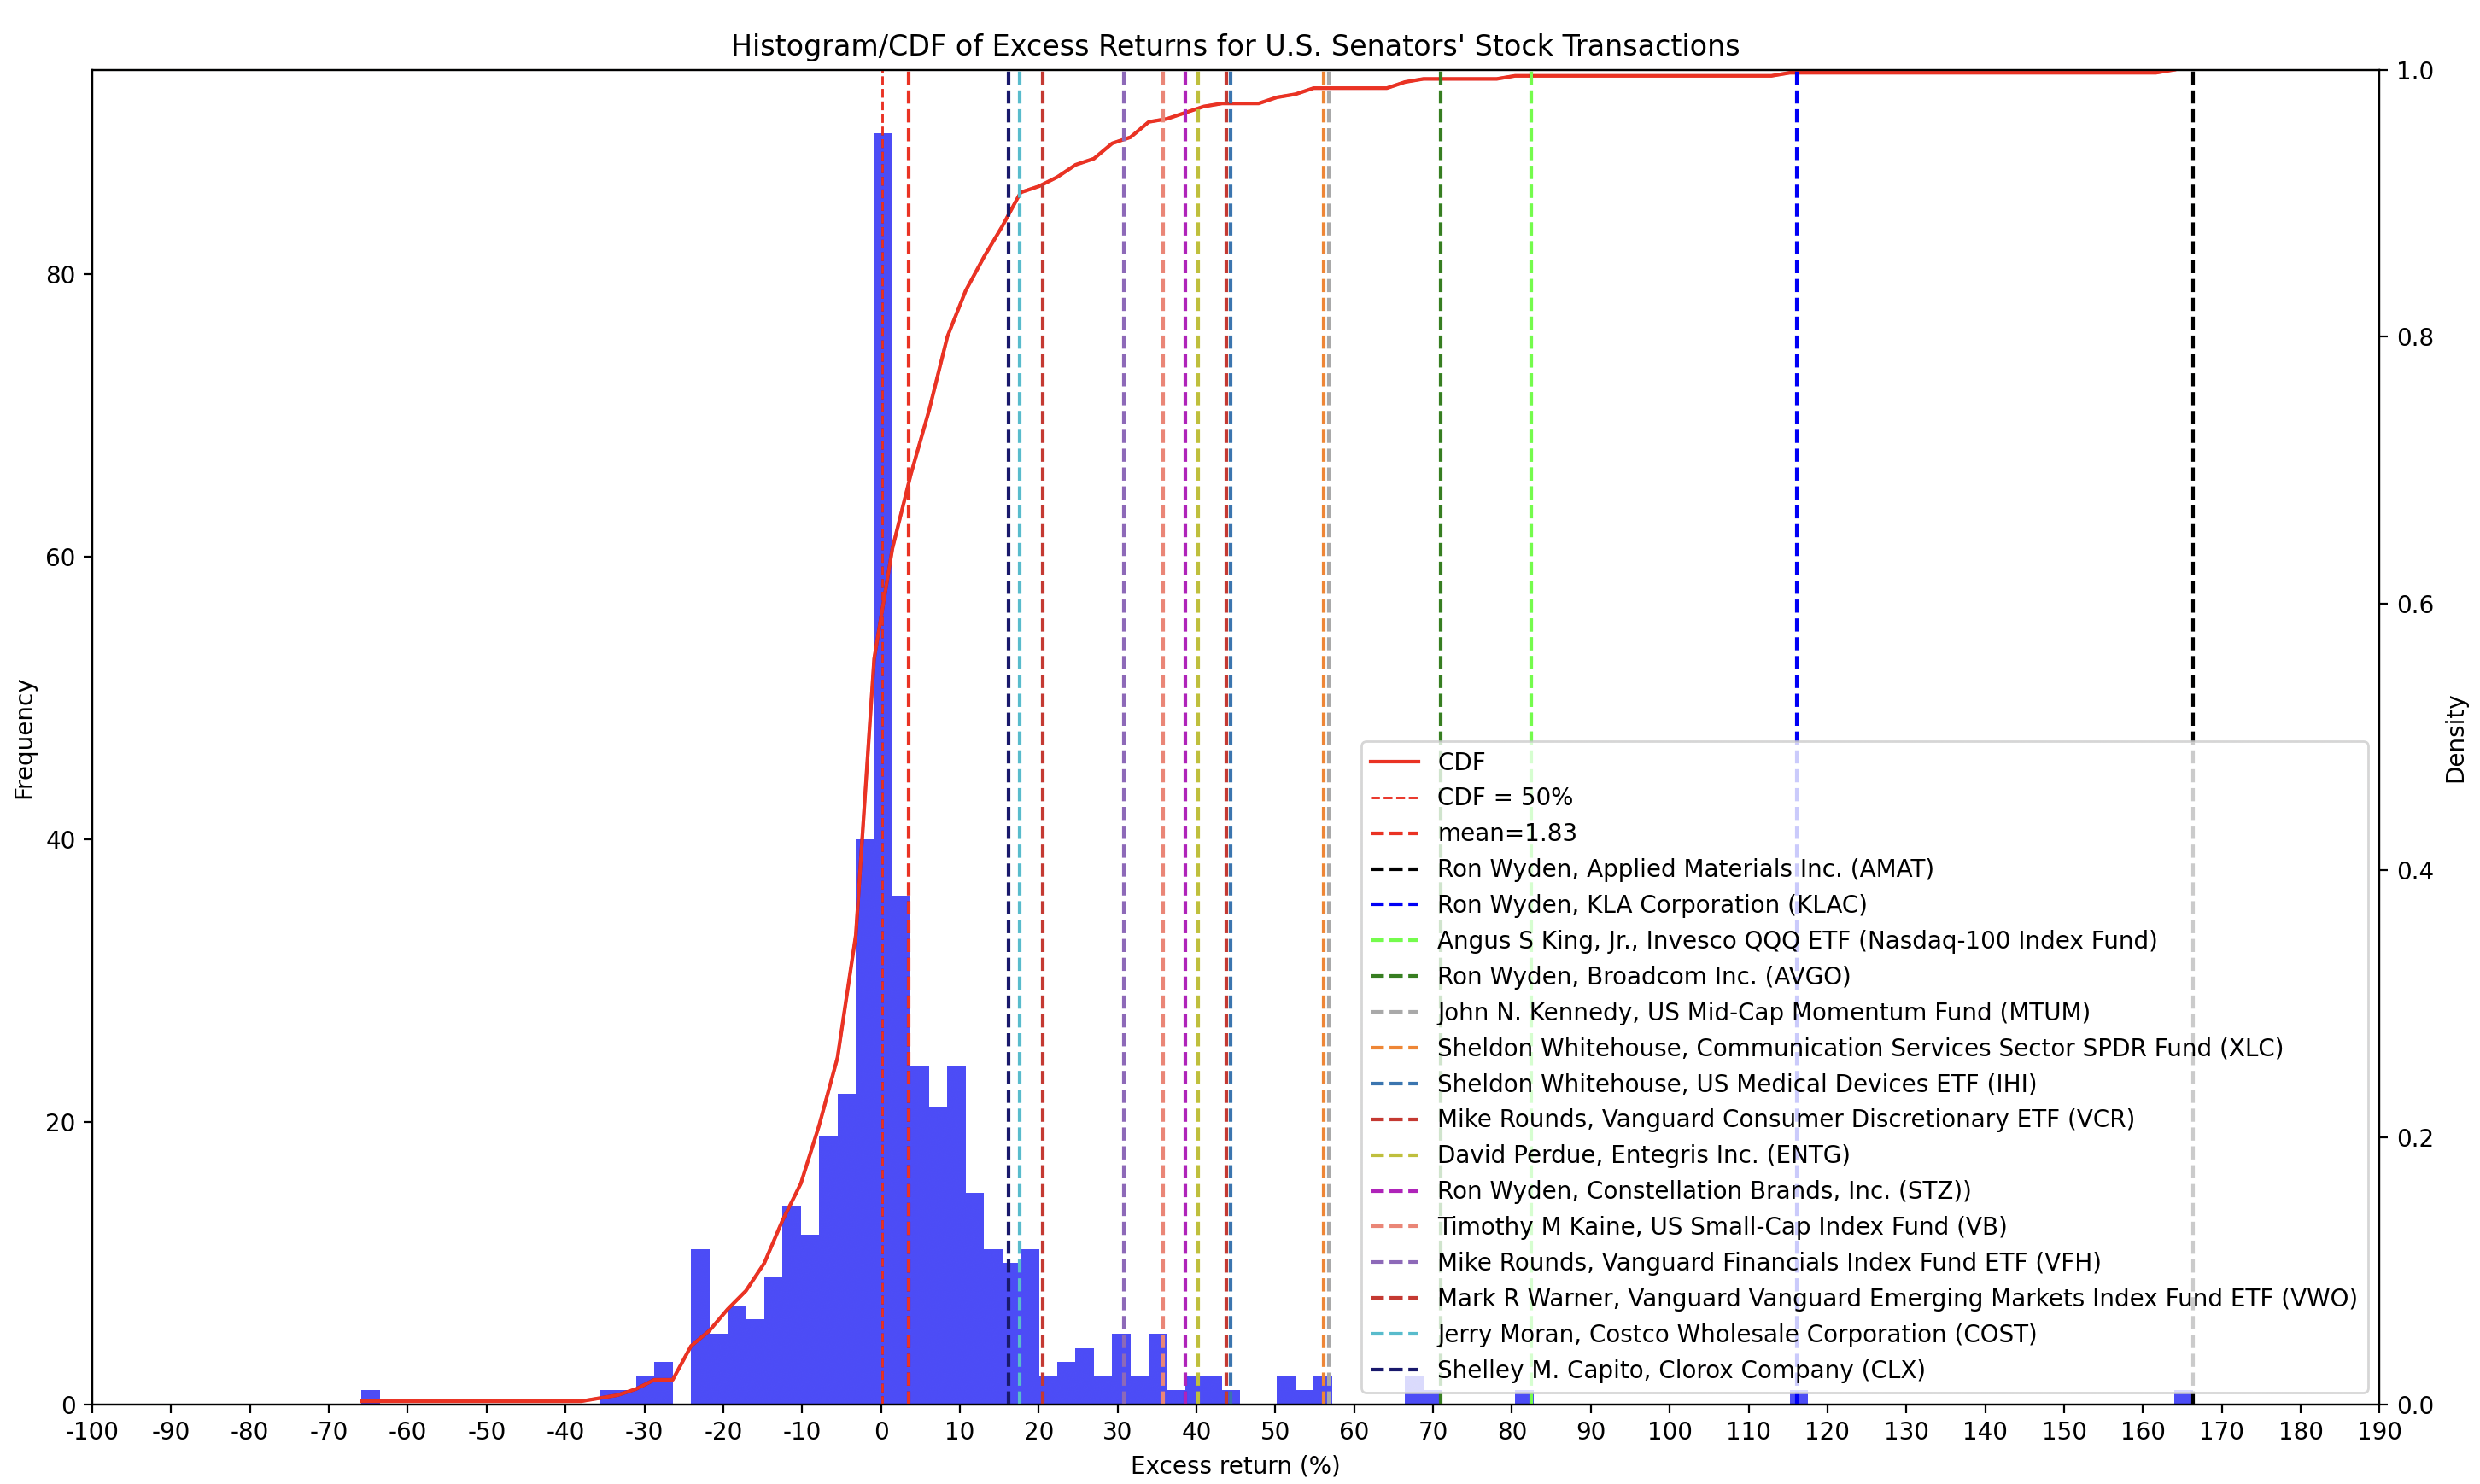 Histogram/CDF of Excess Returns for U.S. Senators' Stock Transactions
Frequency
80
60
40
20
0
1.0
0.8
0.6
0.4
0.2
0.0
Density
CDF
CDF = 50%
mean=1.83
Ron Wyden, Applied Materials Inc. (AMAT)
Ron Wyden, KLA Corporation (KLAC)
Angus S King, Jr., Invesco QQQ ETF (Nasdaq-100 Index Fund)
Ron Wyden, Broadcom Inc. (AVGO)
John N. Kennedy, US Mid-Cap Momentum Fund (MTUM)
Sheldon Whitehouse, Communication Services Sector SPDR Fund (XLC)
Sheldon Whitehouse, US Medical Devices ETF (IHI)
Mike Rounds, Vanguard Consumer Discretionary ETF (VCR)
David Perdue, Entegris Inc. (ENTG)
Ron Wyden, Constellation Brands, Inc. (STZ))
Timothy M Kaine, US Small-Cap Index Fund (VB)
Mike Rounds, Vanguard Financials Index Fund ETF (VFH)
Mark R Warner, Vanguard Vanguard Emerging Markets Index Fund ETF (VWO)
Jerry Moran, Costco Wholesale Corporation (COST)
Shelley M. Capito, Clorox Company (CLX)
-100 -90 -80 -70 -60 -50 -40 -30 -20 -10 0 10 20 30 40 50 60 70 80 90 100 110 120 130 140 150 160 170 180 190
Excess return (%)